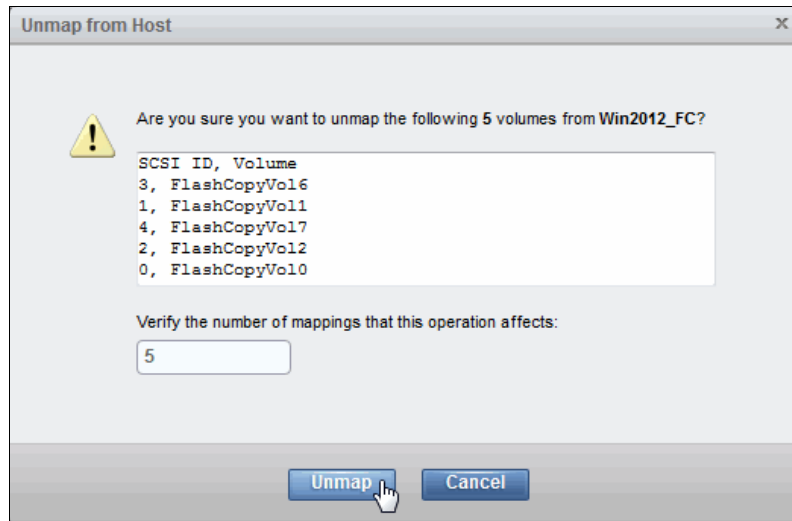 Unmap from Host
x
Are you sure you want to unmap the following 5 volumes from Win2012_FC?
SCSI ID, Volume
3, FlashCopyVol6
1, FlashCopyVol1
4, FlashCopyVol7
2, FlashCopyVol2
0, FlashCopyVol0
Verify the number of mappings that this operation affects:
5
Unmap Cancel